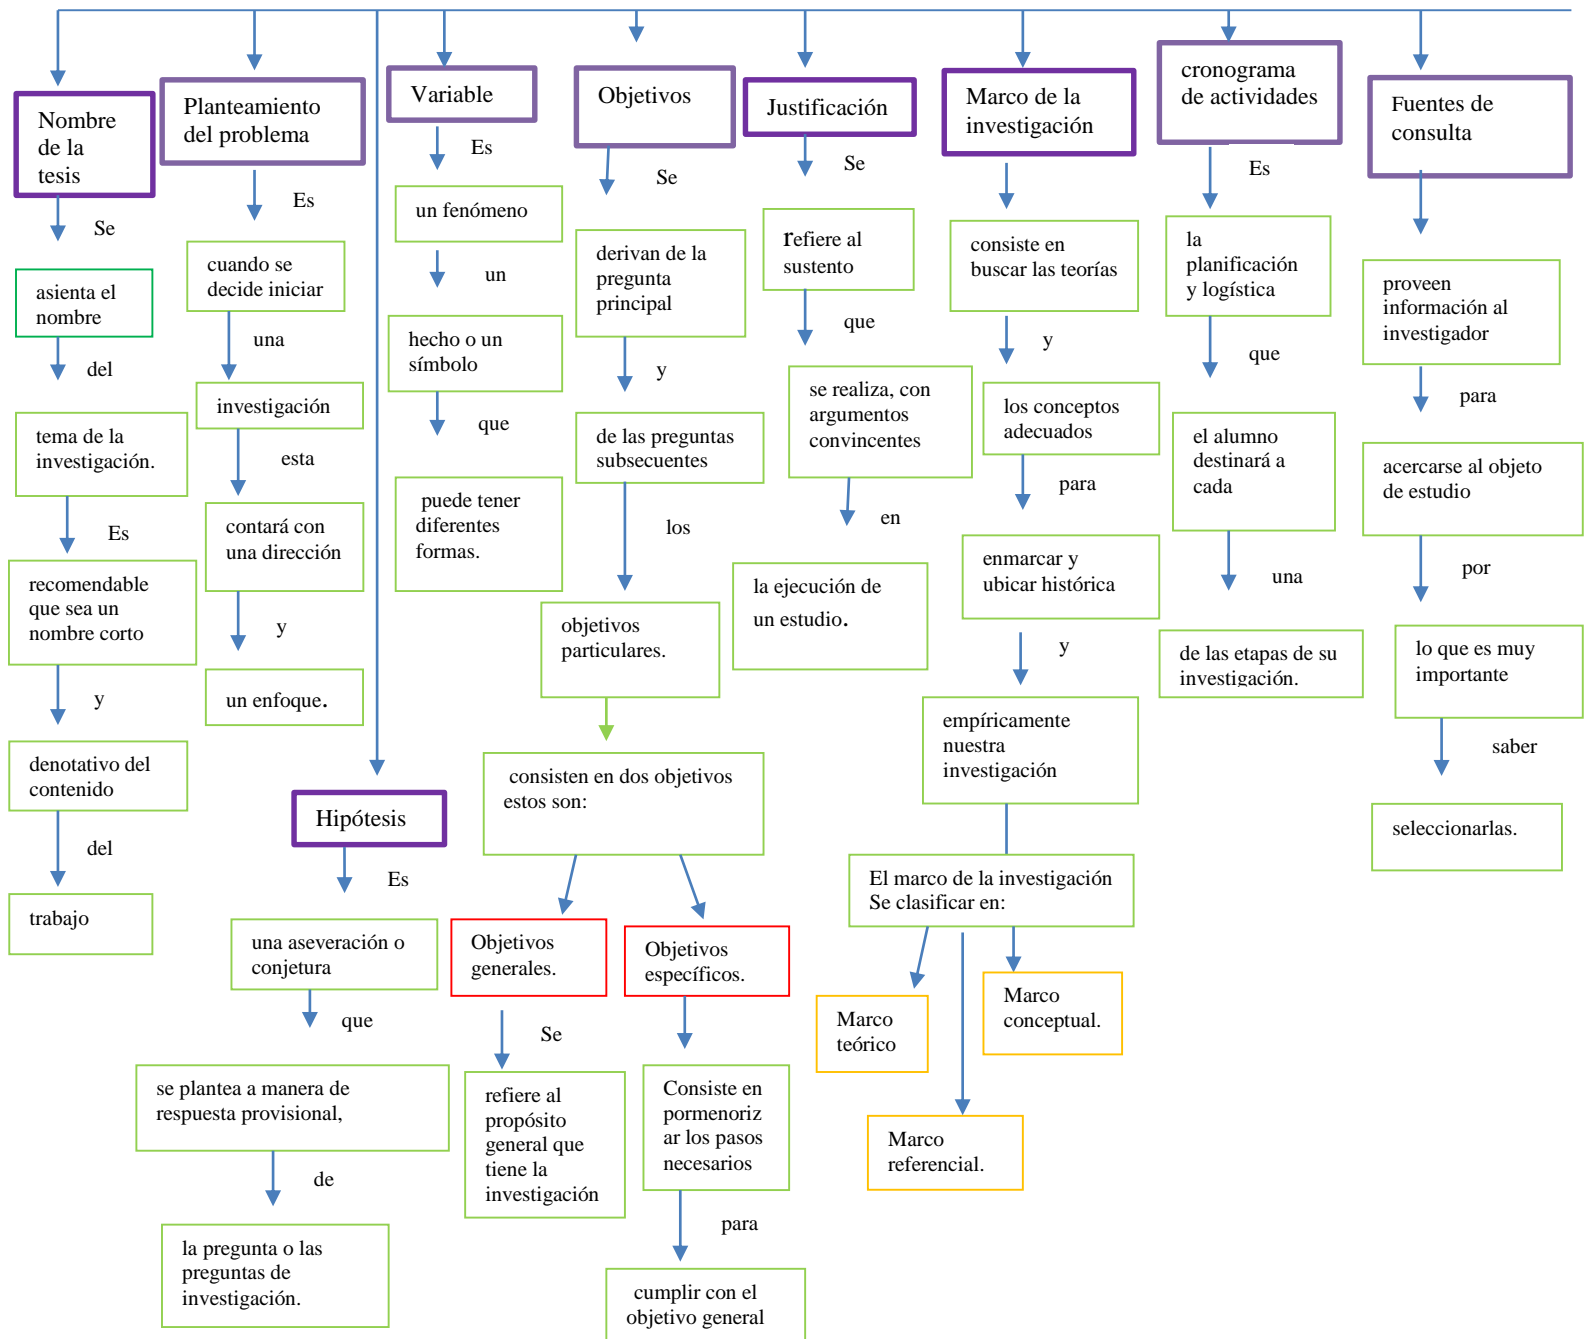 Nombre
de la
tesis
Se
asienta el
nombre
del
tema de la
investigación.
Es
recomendable
que sea un
nombre corto
y
denotativo del
contenido
del
trabajo
Planteamiento
del problema
Es
cuando se
decide iniciar
una
investigación
esta
contará con
una dirección
y
un enfoque.
Hipótesis
Es
una aseveración o
conjetura
que
se plantea a manera de
respuesta provisional,
de
la pregunta o las
preguntas de
investigación.
Variable
Es
un fenómeno
un
hecho o un
símbolo
que
puede tener
diferentes
formas.
Objetivos
Se
derivan de la
pregunta
principal
y
de las preguntas
subsecuentes
los
objetivos
particulares.
consisten en dos objetivos
estos son:
Objetivos
generales.
Se
refiere al
propósito
general que
tiene la
investigación
Objetivos
específicos.
Consiste en
pormenoriz
ar los pasos
necesarios
para
cumplir con el
objetivo general
Justificación
Se
refiere al
sustento
que
se realiza, con
argumentos
convincentes
en
la ejecución de
un estudio.
Marco de la
investigación
consiste en
buscar las teorías
y
los conceptos
adecuados
para
enmarcar y
ubicar histórica
y
empíricamente
nuestra
investigación
El marco de la investigación
Se clasificar en:
Marco
teórico
Marco
referencial.
Marco
conceptual.
cronograma
de actividades
Es
la
planificación
y logística
que
el alumno
destinará a
cada
una
de las etapas de su
investigación.
Fuentes de
consulta
proveen
información al
investigador
para
acercarse al objeto
de estudio
por
lo que es muy
importante
saber
seleccionarlas.